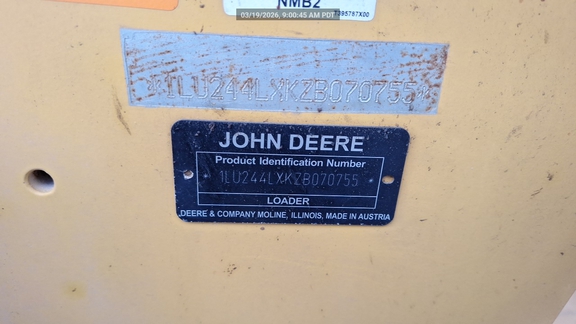 NMB2
03/19/2026, 9:00:45 AM PDT
*1LU244LXKZB070755*
JOHN DEERE
Product Identification Number
* 1LU244LXKZB070755 *
LOADER
DEERE & COMPANY MOLINE, ILLINOIS, MADE IN AUSTRIA